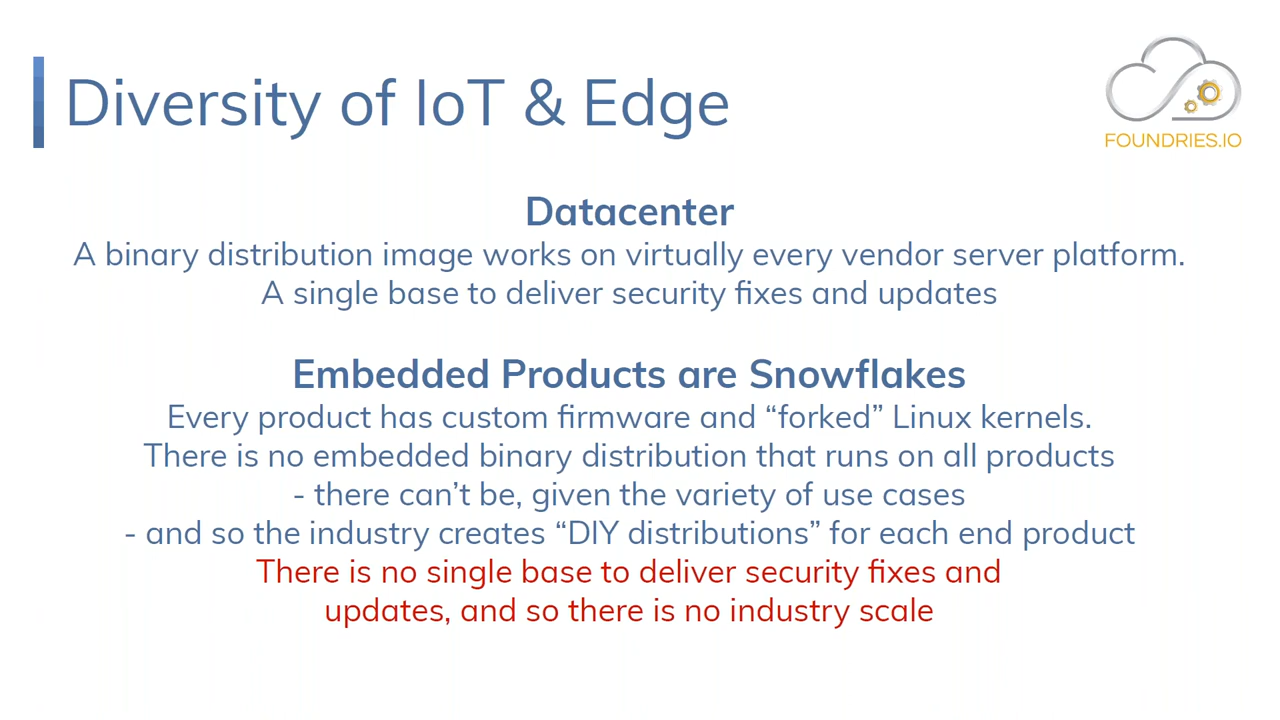 Diversity of IoT & Edge
FOUNDRIES.IO
Datacenter
A binary distribution image works on virtually every vendor server platform.
A single base to deliver security fixes and updates
Embedded Products are Snowflakes
Every product has custom firmware and “forked” Linux kernels.
There is no embedded binary distribution that runs on all products
- there can’t be, given the variety of use cases
- and so the industry creates “DIY distributions” for each end product
There is no single base to deliver security fixes and
updates, and so there is no industry scale